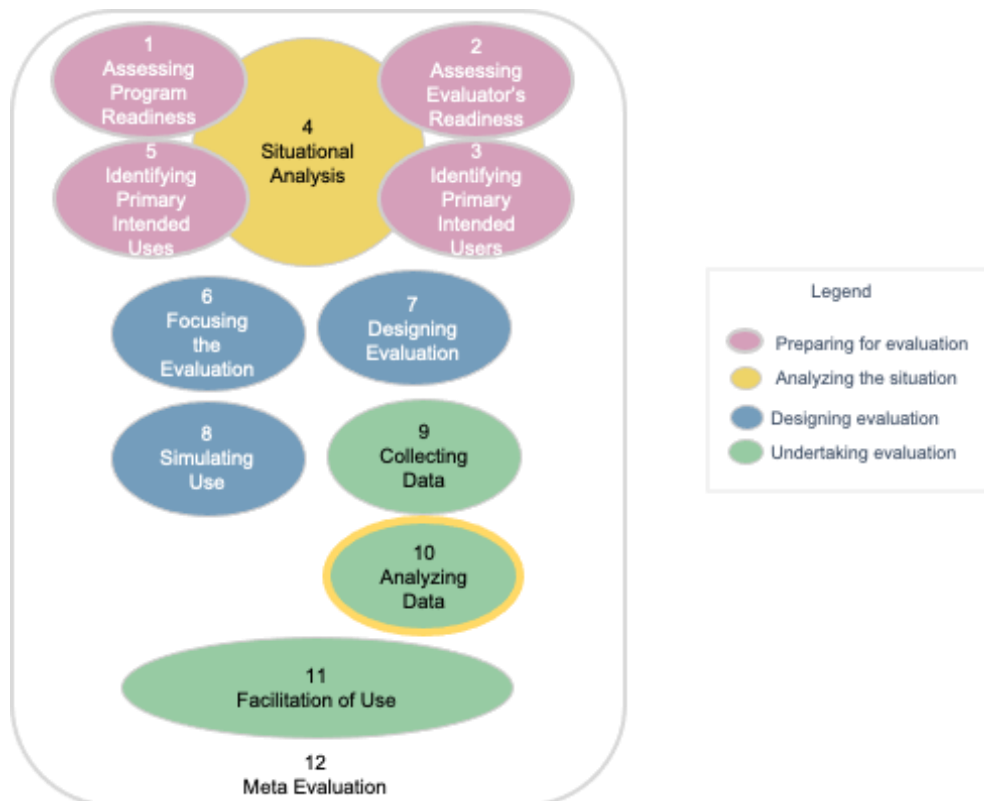 1
Assessing
Program
Readiness
2
Assessing
Evaluator's
Readiness
4
Situational
Analysis
5
Identifying
Primary
Intended
Uses
3
Identifying
Primary
Intended
Users
6
Focusing
the
Evaluation
7
Designing
Evaluation
8
Simulating
Use
9
Collecting
Data
10
Analyzing
Data
11
Facilitation of Use
12
Meta Evaluation
Legend
Preparing for evaluation
Analyzing the situation
Designing evaluation
Undertaking evaluation